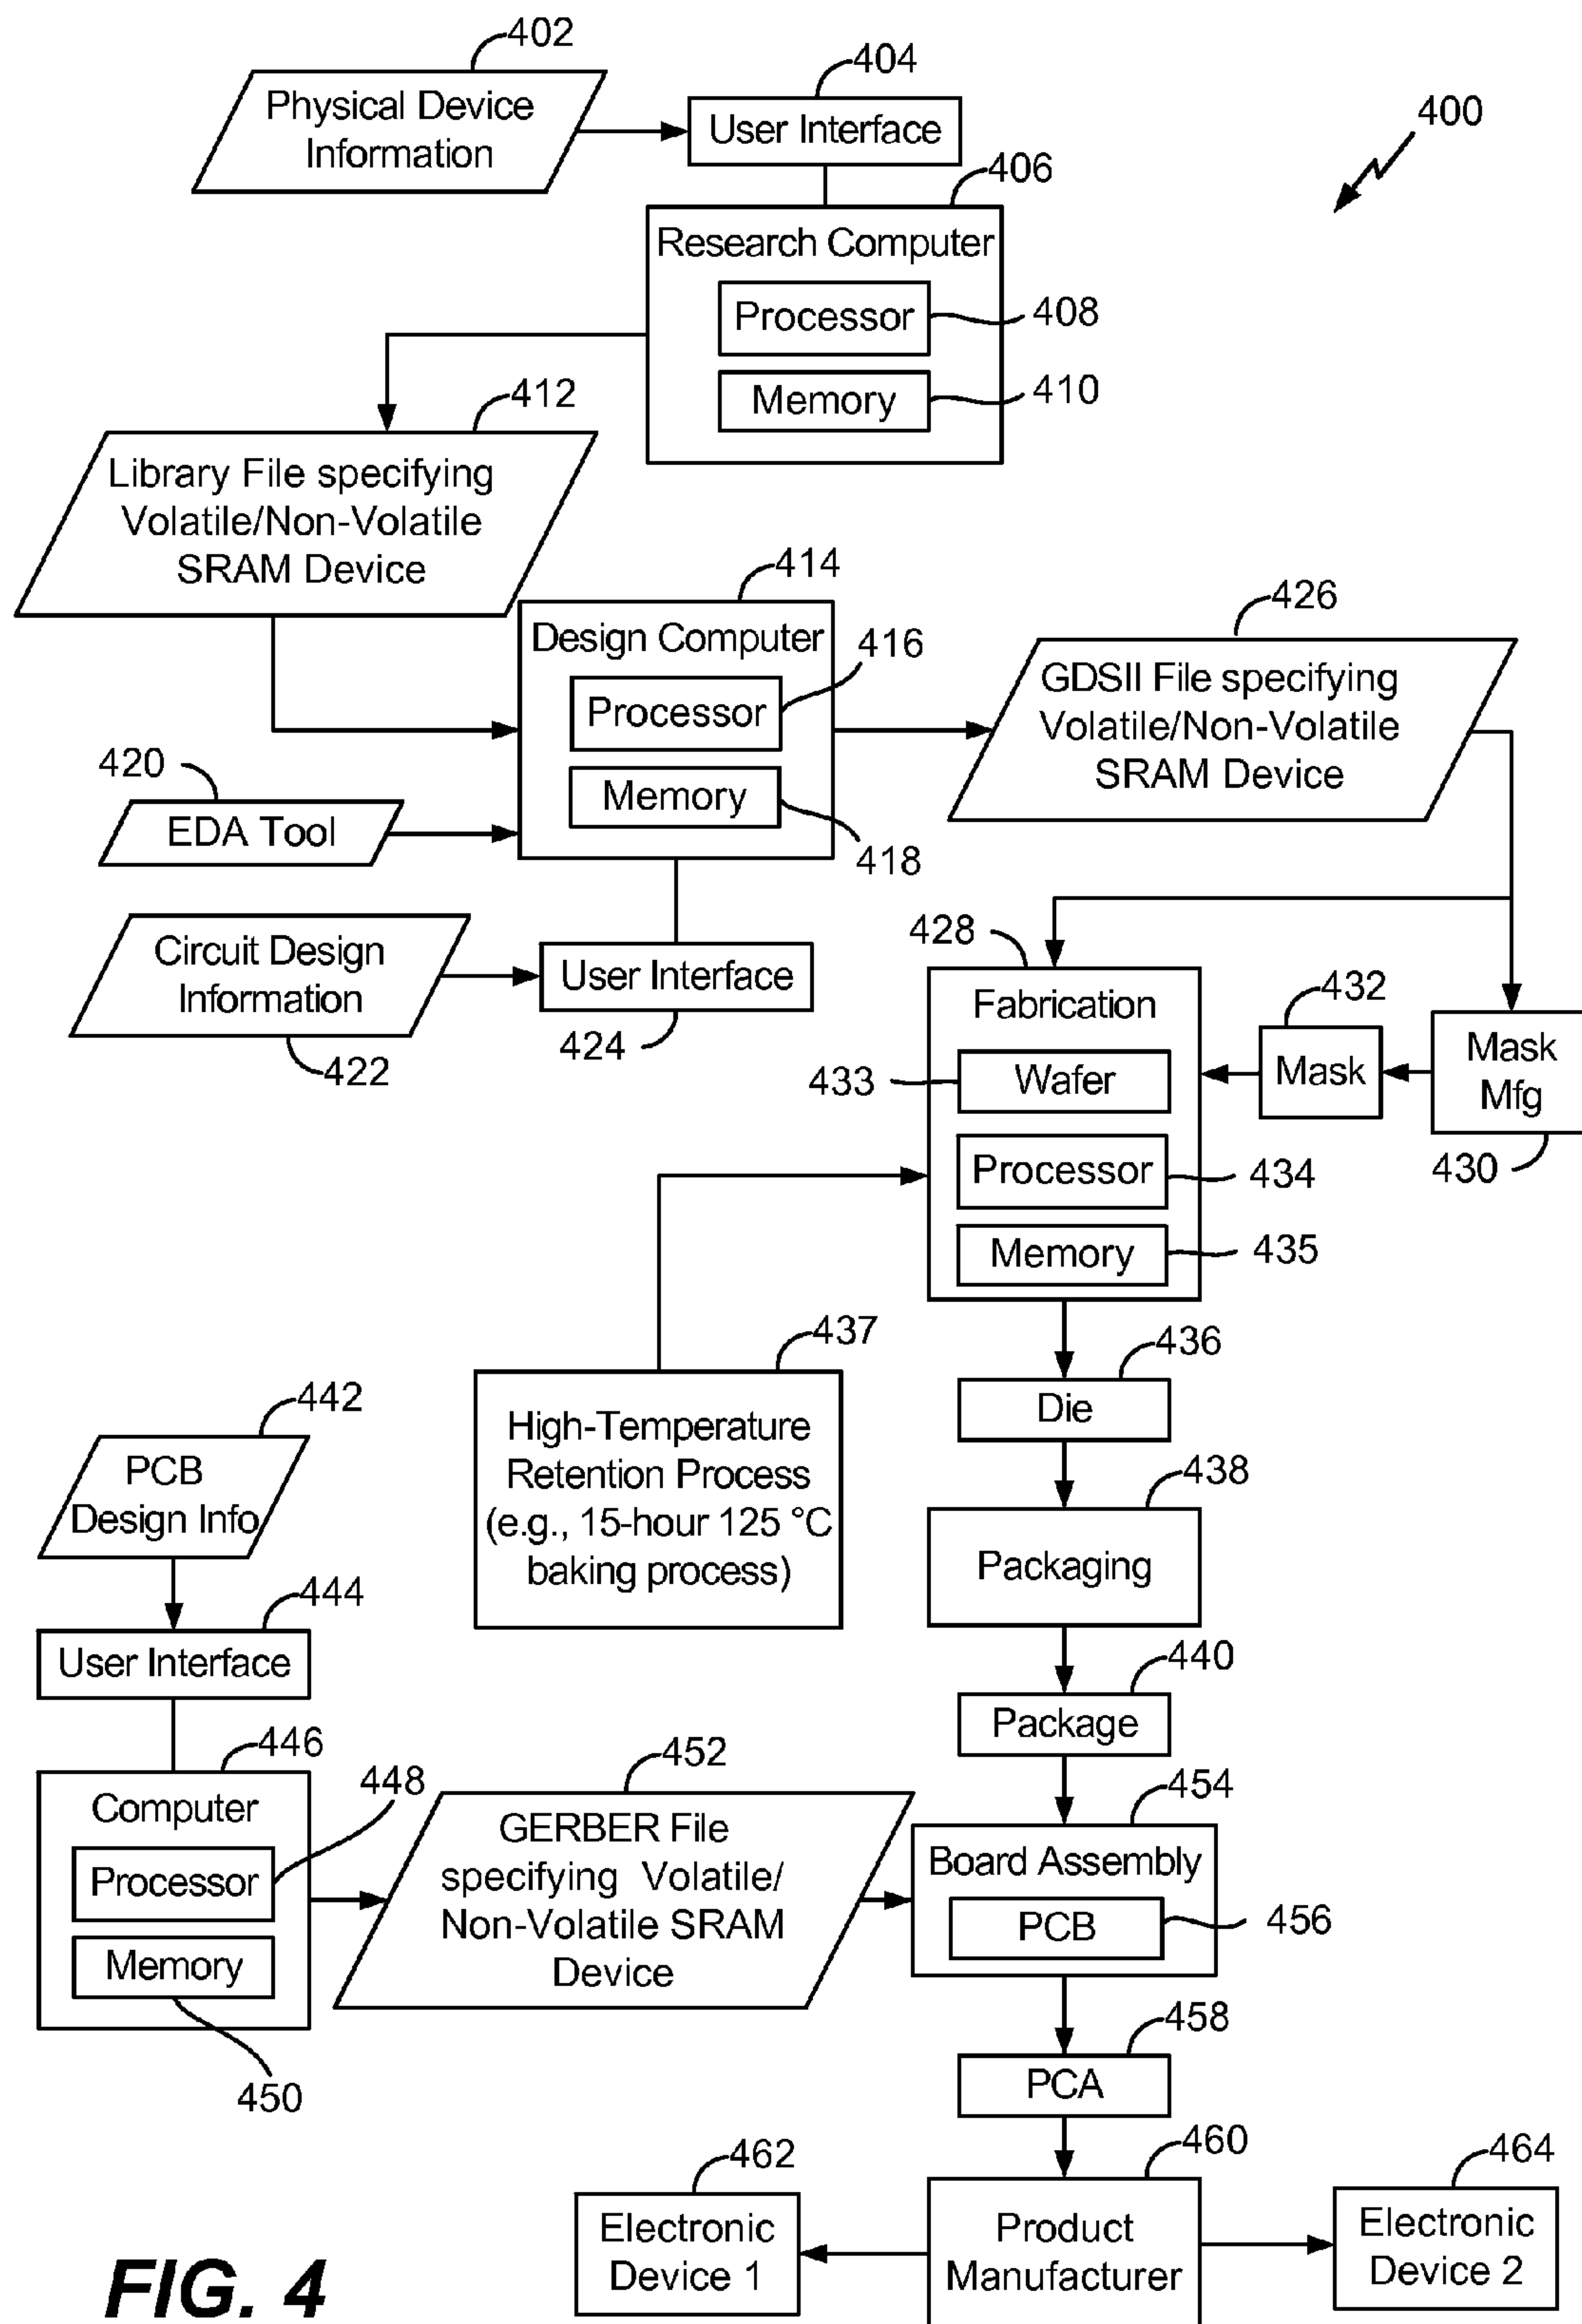 402
Physical Device
Information
404
User Interface
400
406
Research Computer
Processor
408
Memory
410
412
Library File specifying
Volatile/Non-Volatile
SRAM Device
414
Design Computer
416
Processor
Memory
418
426
GDSII File specifying
Volatile/Non-Volatile
SRAM Device
420
EDA Tool
Circuit Design
Information
422
User Interface
424
428
Fabrication
433
Wafer
Processor
434
Memory
435
432
Mask
Mask
Mfg
430
437
High-Temperature
Retention Process
(e.g., 15-hour 125 °C
baking process)
436
Die
438
Packaging
440
Package
442
PCB
Design Info
444
User Interface
446
Computer
448
Processor
Memory
450
452
GERBER File
specifying Volatile/
Non-Volatile SRAM
Device
454
Board Assembly
PCB
456
458
PCA
460
Product
Manufacturer
462
Electronic
Device 1
464
Electronic
Device 2
FIG. 4